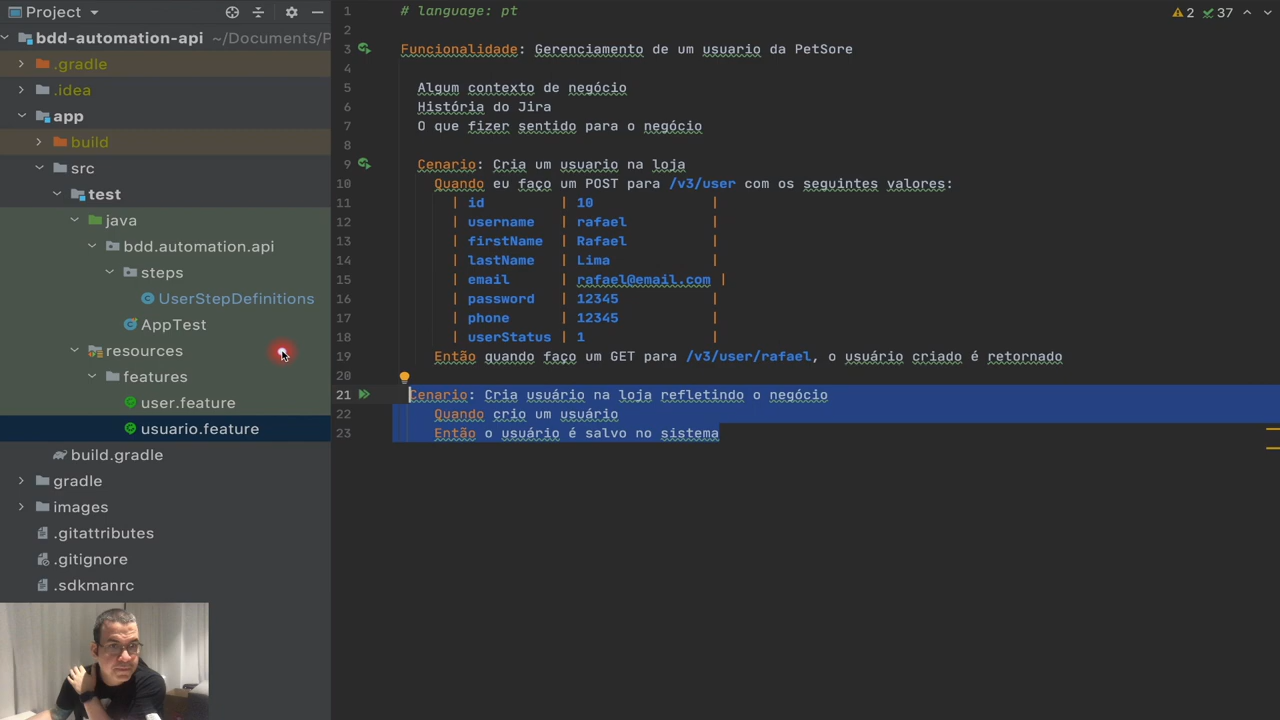 Project
bdd-automation-api ~/Documents/P
.gradle
.idea
app
build
src
test
java
bdd.automation.api
steps
UserStepDefinitions
AppTest
resources
features
user.feature
usuario.feature
build.gradle
gradle
images
.gitattributes
.gitignore
.sdkmanrc
2 37
1 # language: pt
2
3 Funcionalidade: Gerenciamento de um usuario da PetSore
4
5 Algum contexto de negócio
6 História do Jira
7 O que fizer sentido para o negócio
8
9 Cenario: Cria um usuario na loja
10 Quando eu faço um POST para /v3/user com os seguintes valores:
11 | id | 10 |
12 | username | rafael |
13 | firstName | Rafael |
14 | lastName | Lima |
15 | email | rafael@email.com |
16 | password | 12345 |
17 | phone | 12345 |
18 | userStatus | 1 |
19 Então quando faço um GET para /v3/user/rafael, o usuário criado é retornado
20
21 Cenario: Cria usuário na loja refletindo o negócio
22 Quando crio um usuário
23 Então o usuário é salvo no sistema